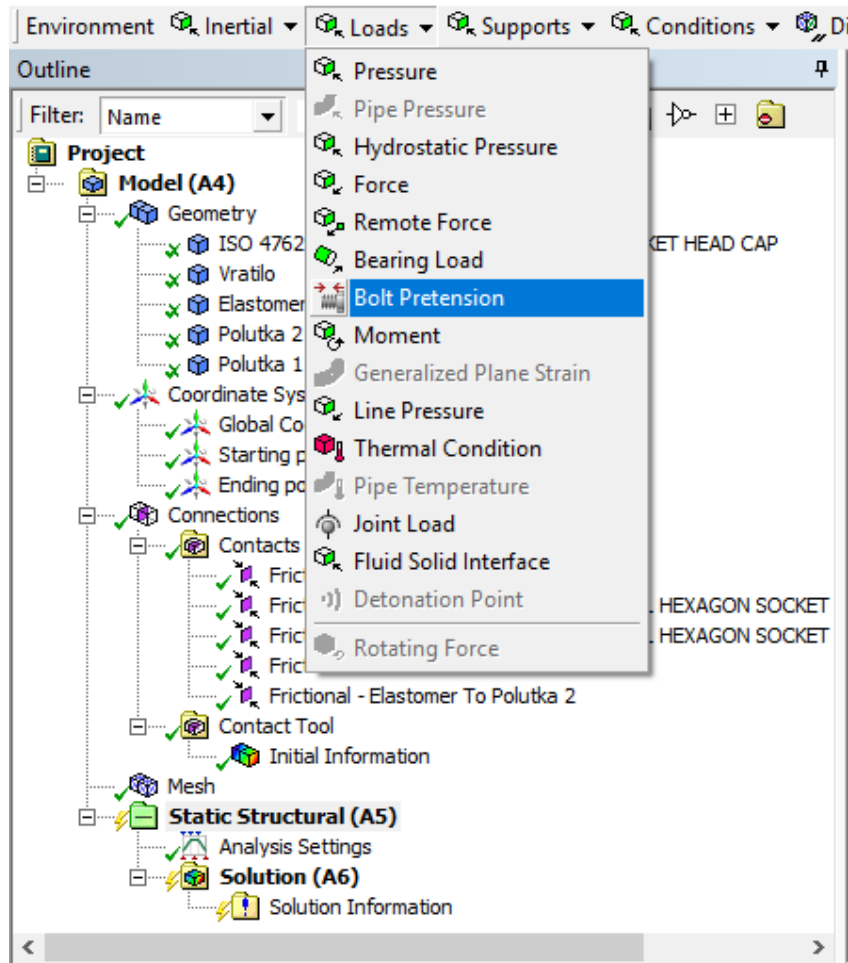 Environment Inertial Loads Supports Conditions Di
Outline
Filter: Name
Project
Model (A4)
Geometry
ISO 4762 KET HEAD CAP
Vratilo
Elastomer
Polutka 2
Polutka 1
Coordinate Sys
Global Co
Starting p
Ending po
Connections
Contacts
Frict
Frict L HEXAGON SOCKET
Frict L HEXAGON SOCKET
Frict
Frictional - Elastomer To Polutka 2
Contact Tool
Initial Information
Mesh
Static Structural (A5)
Analysis Settings
Solution (A6)
Solution Information
Pressure
Pipe Pressure
Hydrostatic Pressure
Force
Remote Force
Bearing Load
Bolt Pretension
Moment
Generalized Plane Strain
Line Pressure
Thermal Condition
Pipe Temperature
Joint Load
Fluid Solid Interface
Detonation Point
Rotating Force